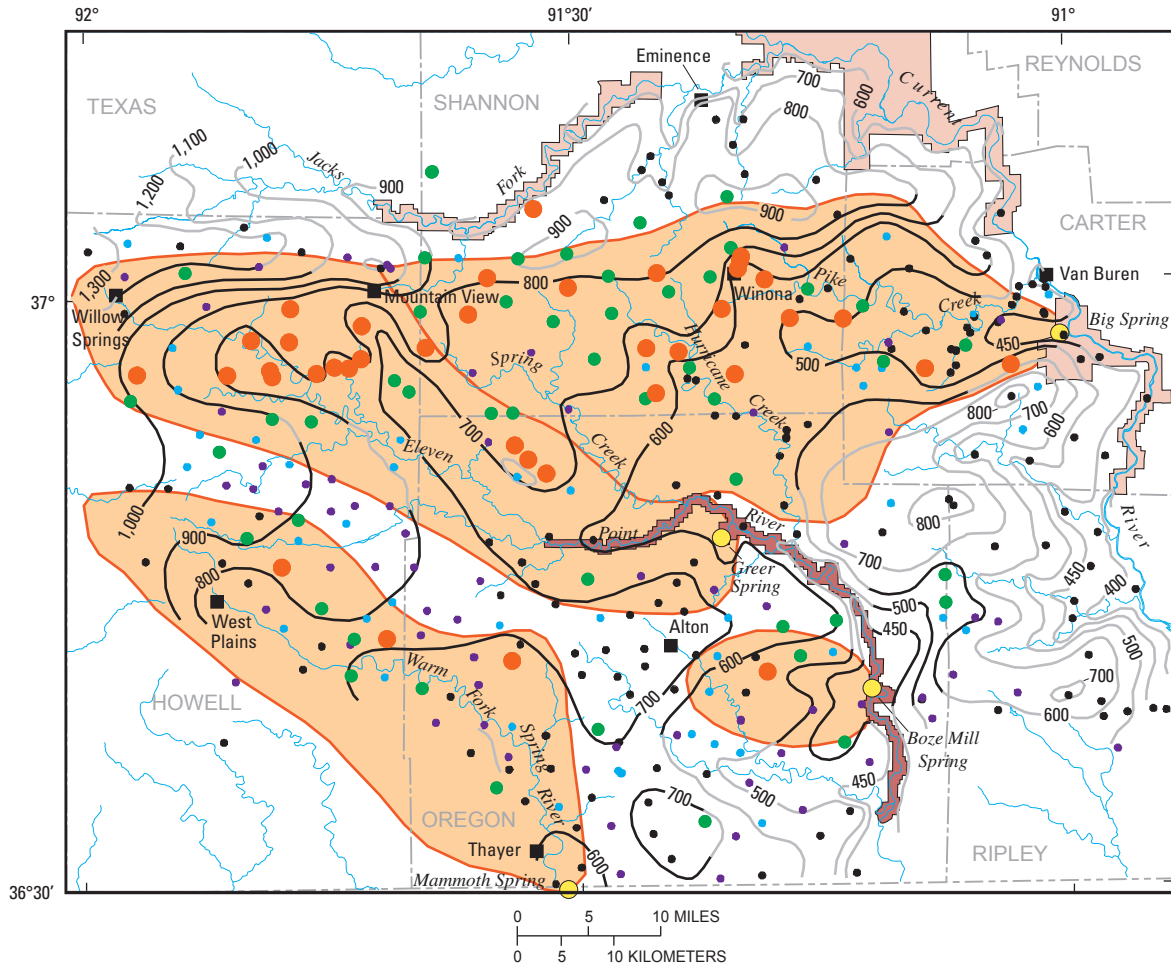 92°
91°30'
91°
Eminence
700
REYNOLDS
TEXAS
SHANNON
600
Current
800
1,100
1,000
Jacks
1,200
900
Fork
900
900
CARTER
1,300
37°
Mountain View
800
Winona
Pike
Creek
Van Buren
Willow
Springs
Big Spring
450
Spring
Hurricane
500
800
700
600
Creek
700
600
Eleven
Creek
1,000
800
River
900
Point
River
700
450
400
Greer
Spring
800
500
450
West
Plains
Alton
500
Warm
600
700
HOWELL
Fork
700
600
Spring
Boze Mill
Spring
450
River
700
500
OREGON
Thayer
600
RIPLEY
Mammoth Spring
36°30'
0 5 10 MILES
0 5 10 KILOMETERS